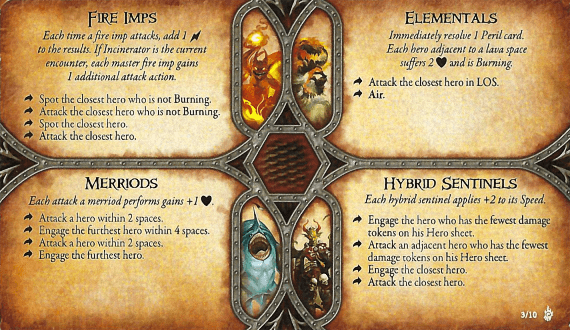 FIRE IMPS
Each time a fire imp attacks, add 1
to the results. If Incinerator is the current
encounter, each master fire imp gains
1 additional attack action.
Spot the closest hero who is not Burning.
Attack the closest hero who is not Burning.
Spot the closest hero.
Attack the closest hero.
ELEMENTALS
Immediately resolve 1 Peril card.
Each hero adjacent to a lava space
suffers 2 ♥ and is Burning.
Attack the closest hero in LOS.
Air.
MERRIODS
Each attack a merriod performs gains +1 ♥.
Attack a hero within 2 spaces.
Engage the furthest hero within 4 spaces.
Attack a hero within 2 spaces.
Engage the furthest hero.
HYBRID SENTINELS
Each hybrid sentinel applies +2 to its Speed.
Engage the hero who has the fewest damage
tokens on his Hero sheet.
Attack an adjacent hero who has the fewest
damage tokens on his Hero sheet.
Engage the closest hero.
Attack the closest hero.
3/10